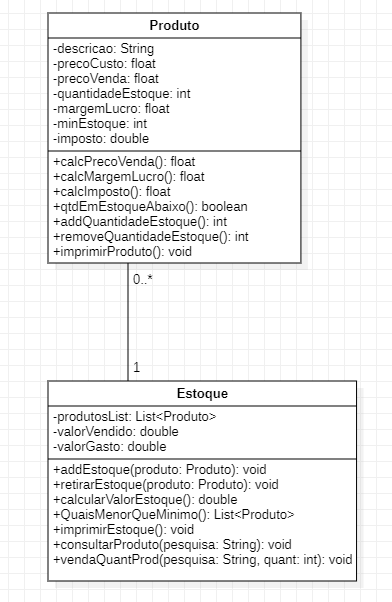 Produto
-descricao: String
-precoCusto: float
-precoVenda: float
-quantidadeEstoque: int
-margemLucro: float
-minEstoque: int
-imposto: double
+calcPrecoVenda(): float
+calcMargemLucro(): float
+calcImposto(): float
+qtdEmEstoqueAbaixo(): boolean
+addQuantidadeEstoque(): int
+removeQuantidadeEstoque(): int
+imprimirProduto(): void
0..*
1
Estoque
-produtosList: List<Produto>
-valorVendido: double
-valorGasto: double
+addEstoque(produto: Produto): void
+retirarEstoque(produto: Produto): void
+calcularValorEstoque(): double
+QuaisMenorQueMinimo(): List<Produto>
+imprimirEstoque(): void
+consultarProduto(pesquisa: String): void
+vendaQuantProd(pesquisa: String, quant: int): void